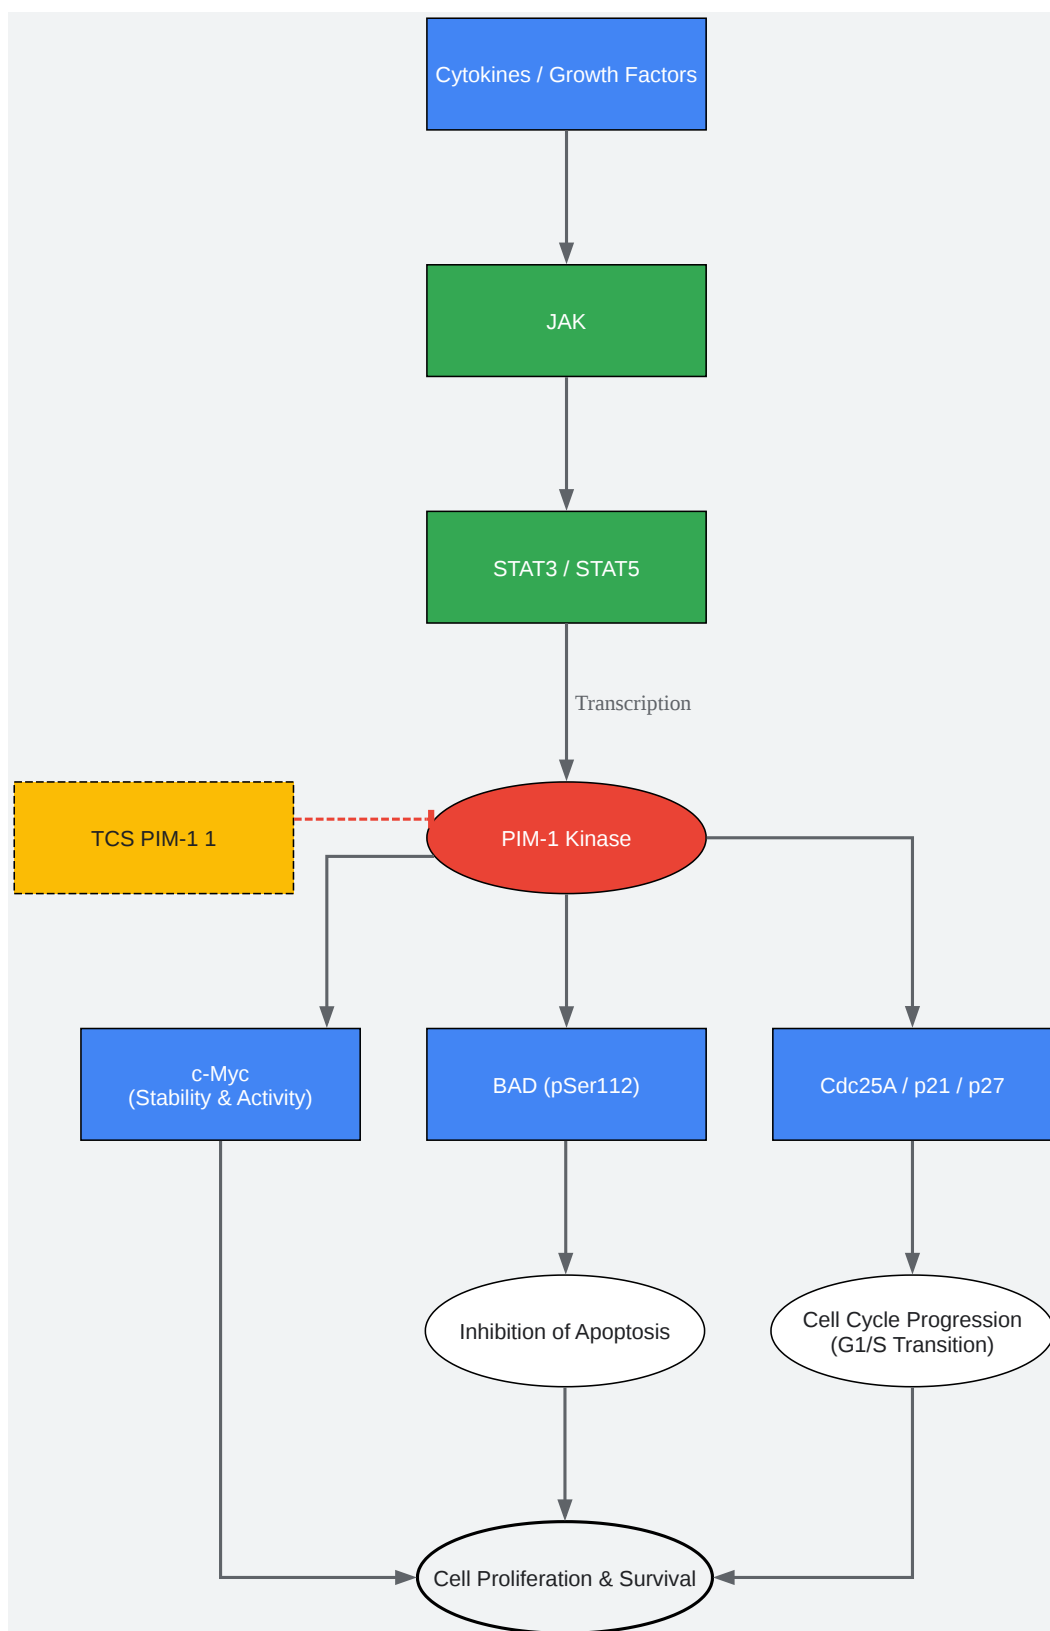 Cytokines / Growth Factors
JAK
STAT3 / STAT5
Transcription
TCS PIM-1 1
PIM-1 Kinase
c-Myc
(Stability & Activity)
BAD (pSer112)
Cdc25A / p21 / p27
Inhibition of Apoptosis
Cell Cycle Progression
(G1/S Transition)
Cell Proliferation & Survival